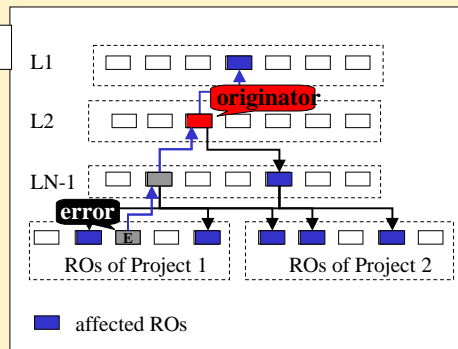 L1
originator
L2
LN-1
error
E
ROs of Project 1
ROs of Project 2
affected ROs